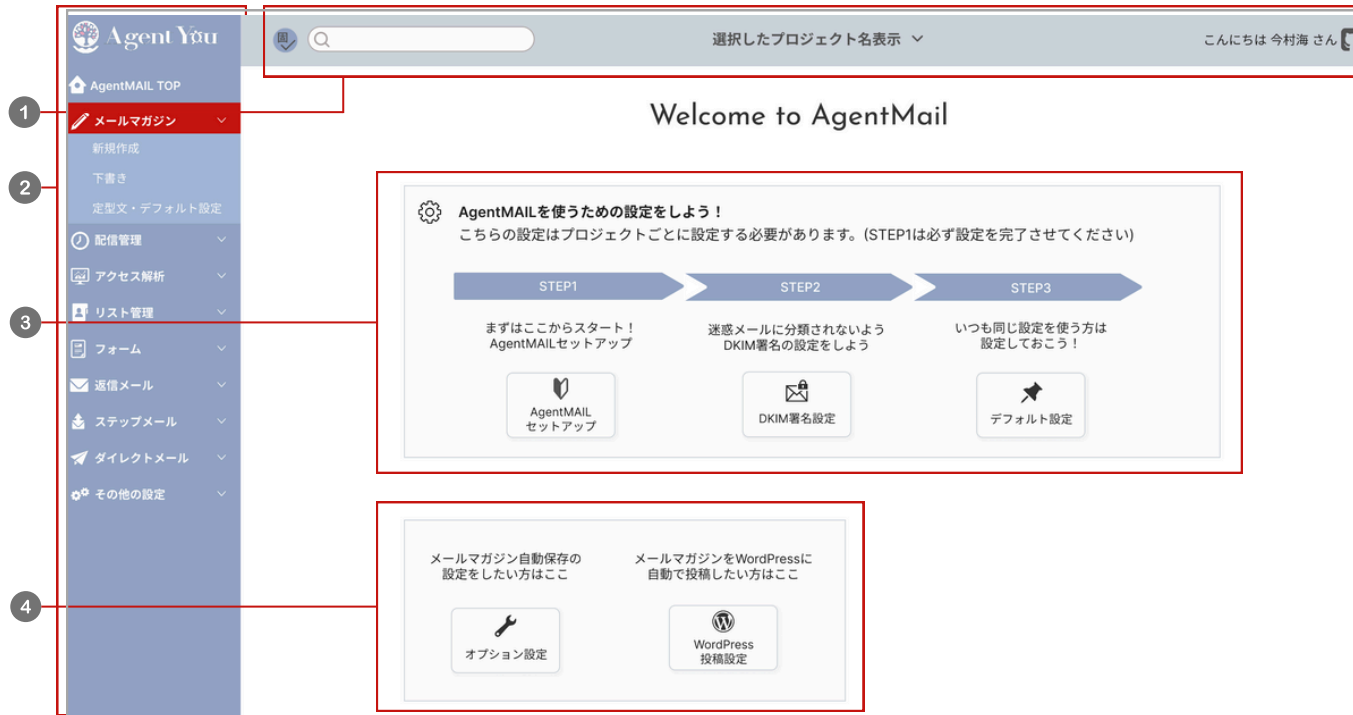 Agent You
固
選択したプロジェクト名表示
こんにちは 今村海 さん
AgentMAIL TOP
メールマガジン
新規作成
下書き
定型文・デフォルト設定
配信管理
アクセス解析
リスト管理
フォーム
返信メール
ステップメール
ダイレクトメール
その他の設定
1
2
3
4
Welcome to AgentMail
AgentMAILを使うための設定をしよう！
こちらの設定はプロジェクトごとに設定する必要があります。(STEP1は必ず設定を完了させてください)
STEP1
STEP2
STEP3
まずはここからスタート！
AgentMAILセットアップ
迷惑メールに分類されないよう
DKIM署名の設定をしよう
いつも同じ設定を使う方は
設定しておこう！
AgentMAIL
セットアップ
DKIM署名設定
デフォルト設定
メールマガジン自動保存の
設定をしたい方はここ
メールマガジンをWordPressに
自動で投稿したい方はここ
オプション設定
WordPress
投稿設定